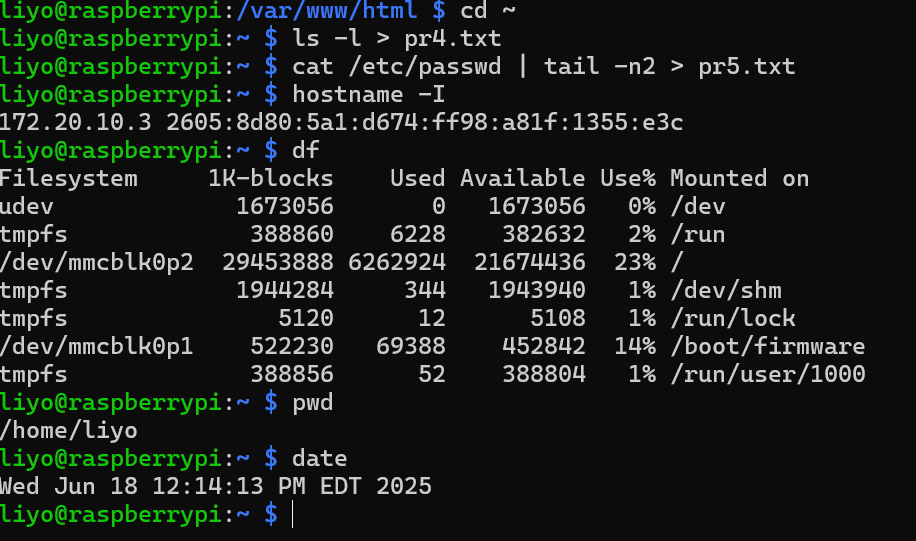 liyo@raspberrypi:/var/www/html $ cd ~
liyo@raspberrypi:~ $ ls -l > pr4.txt
liyo@raspberrypi:~ $ cat /etc/passwd | tail -n2 > pr5.txt
liyo@raspberrypi:~ $ hostname -I
172.20.10.3 2605:8d80:5a1:d674:ff98:a81f:1355:e3c
liyo@raspberrypi:~ $ df
Filesystem     1K-blocks    Used Available Use% Mounted on
udev             1673056       0   1673056   0% /dev
tmpfs             388860    6228    382632   2% /run
/dev/mmcblk0p2  29453888 6262924  21674436  23% /
tmpfs            1944284     344   1943940   1% /dev/shm
tmpfs               5120      12      5108   1% /run/lock
/dev/mmcblk0p1    522230   69388    452842  14% /boot/firmware
tmpfs             388856      52    388804   1% /run/user/1000
liyo@raspberrypi:~ $ pwd
/home/liyo
liyo@raspberrypi:~ $ date
Wed Jun 18 12:14:13 PM EDT 2025
liyo@raspberrypi:~ $